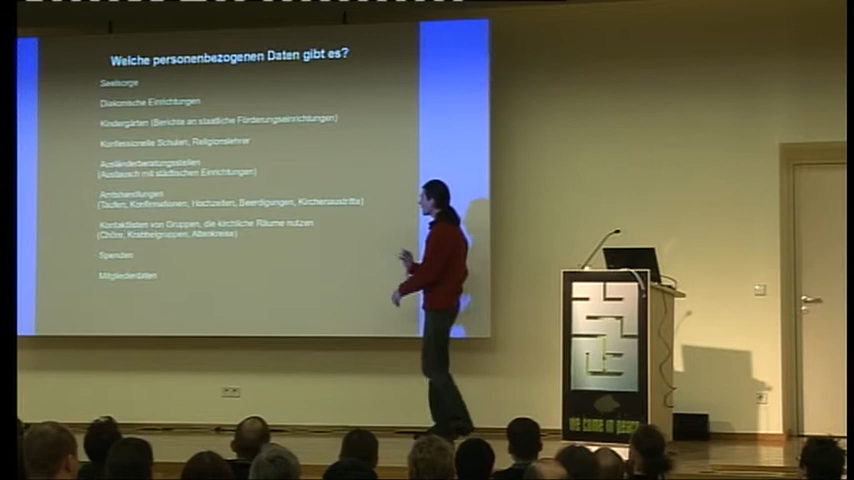 Welche personenbezogenen Daten gibt es?
Seelsorge
Diakonische Einrichtungen
Kindergärten (Berichte an staatliche Förderungseinrichtungen)
Konfessionelle Schulen, Religionslehrer
Ausländerberatungsstellen
(Austausch mit städtischen Einrichtungen)
Amtshandlungen
(Taufen, Konfirmationen, Hochzeiten, Beerdigungen, Kirchenaustritte)
Kontaktlisten von Gruppen, die kirchliche Räume nutzen
(Chöre, Krabbelgruppen, Altenkreise)
Spenden
Mitgliederdaten
we come in peace